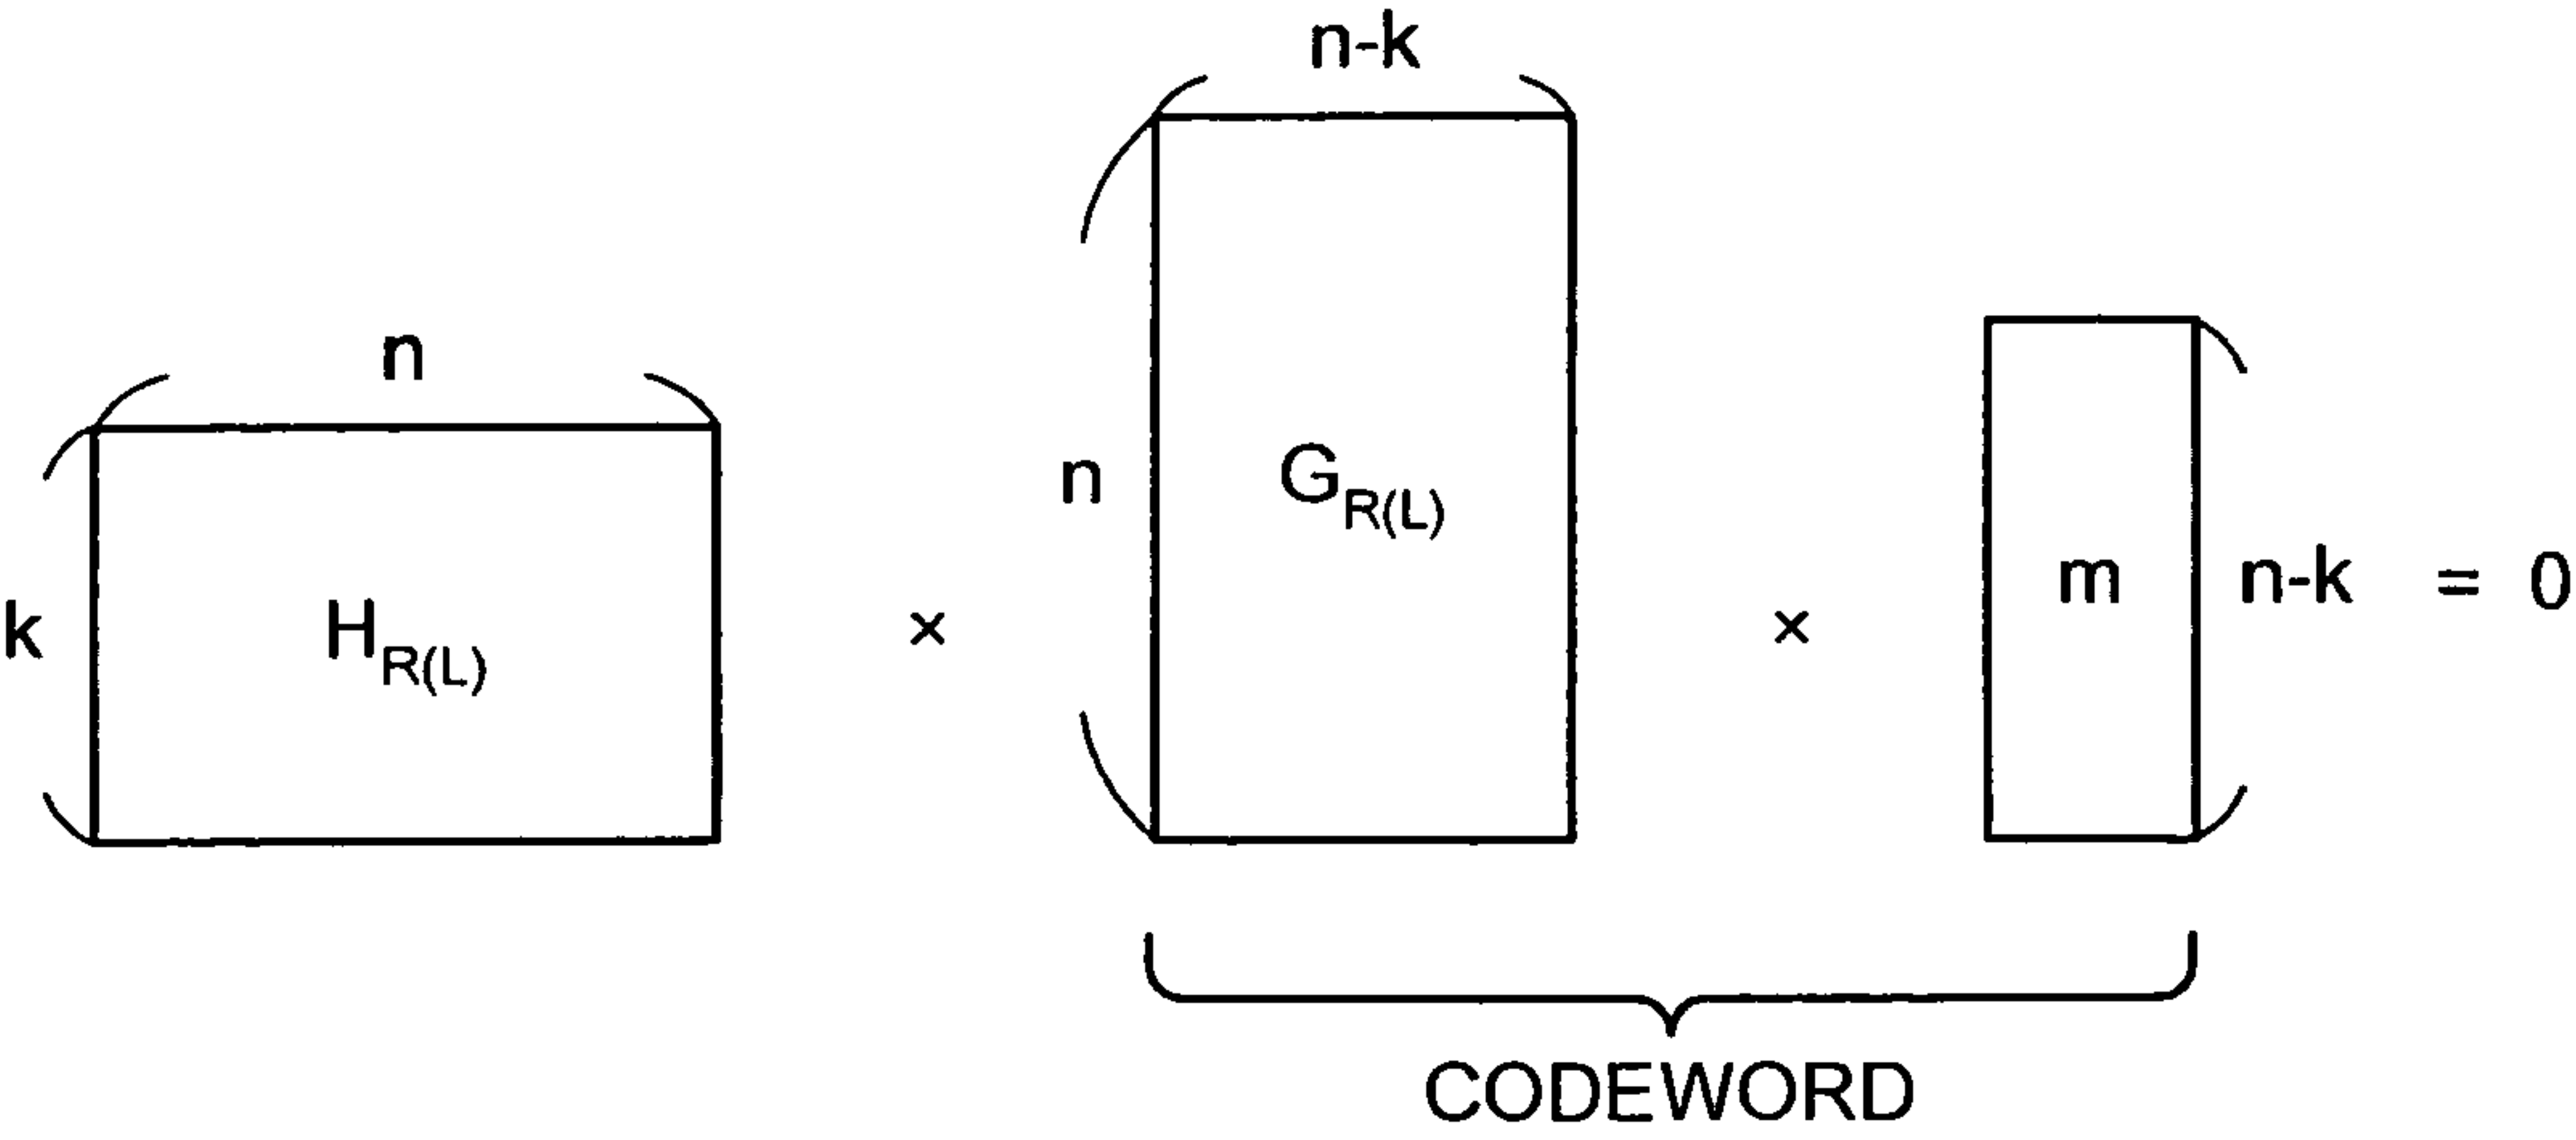 n-k
n
n
G_R(L)
k
H_R(L)
×
×
m
n-k = 0
CODEWORD